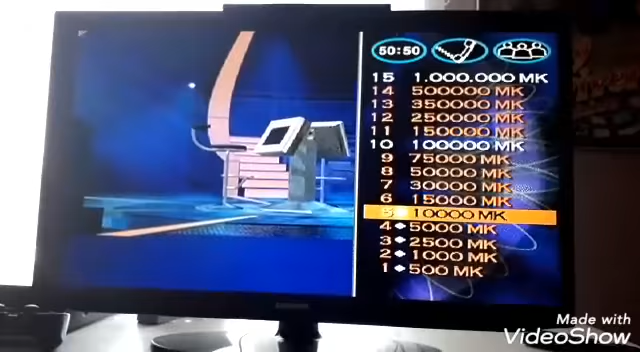 50:50
15 1.000.000 MK
14 500000 MK
13 350000 MK
12 250000 MK
11 150000 MK
10 100000 MK
9 75000 MK
8 50000 MK
7 30000 MK
6 15000 MK
5 10000 MK
4 5000 MK
3 2500 MK
2 1000 MK
1 500 MK
Made with
VideoShow